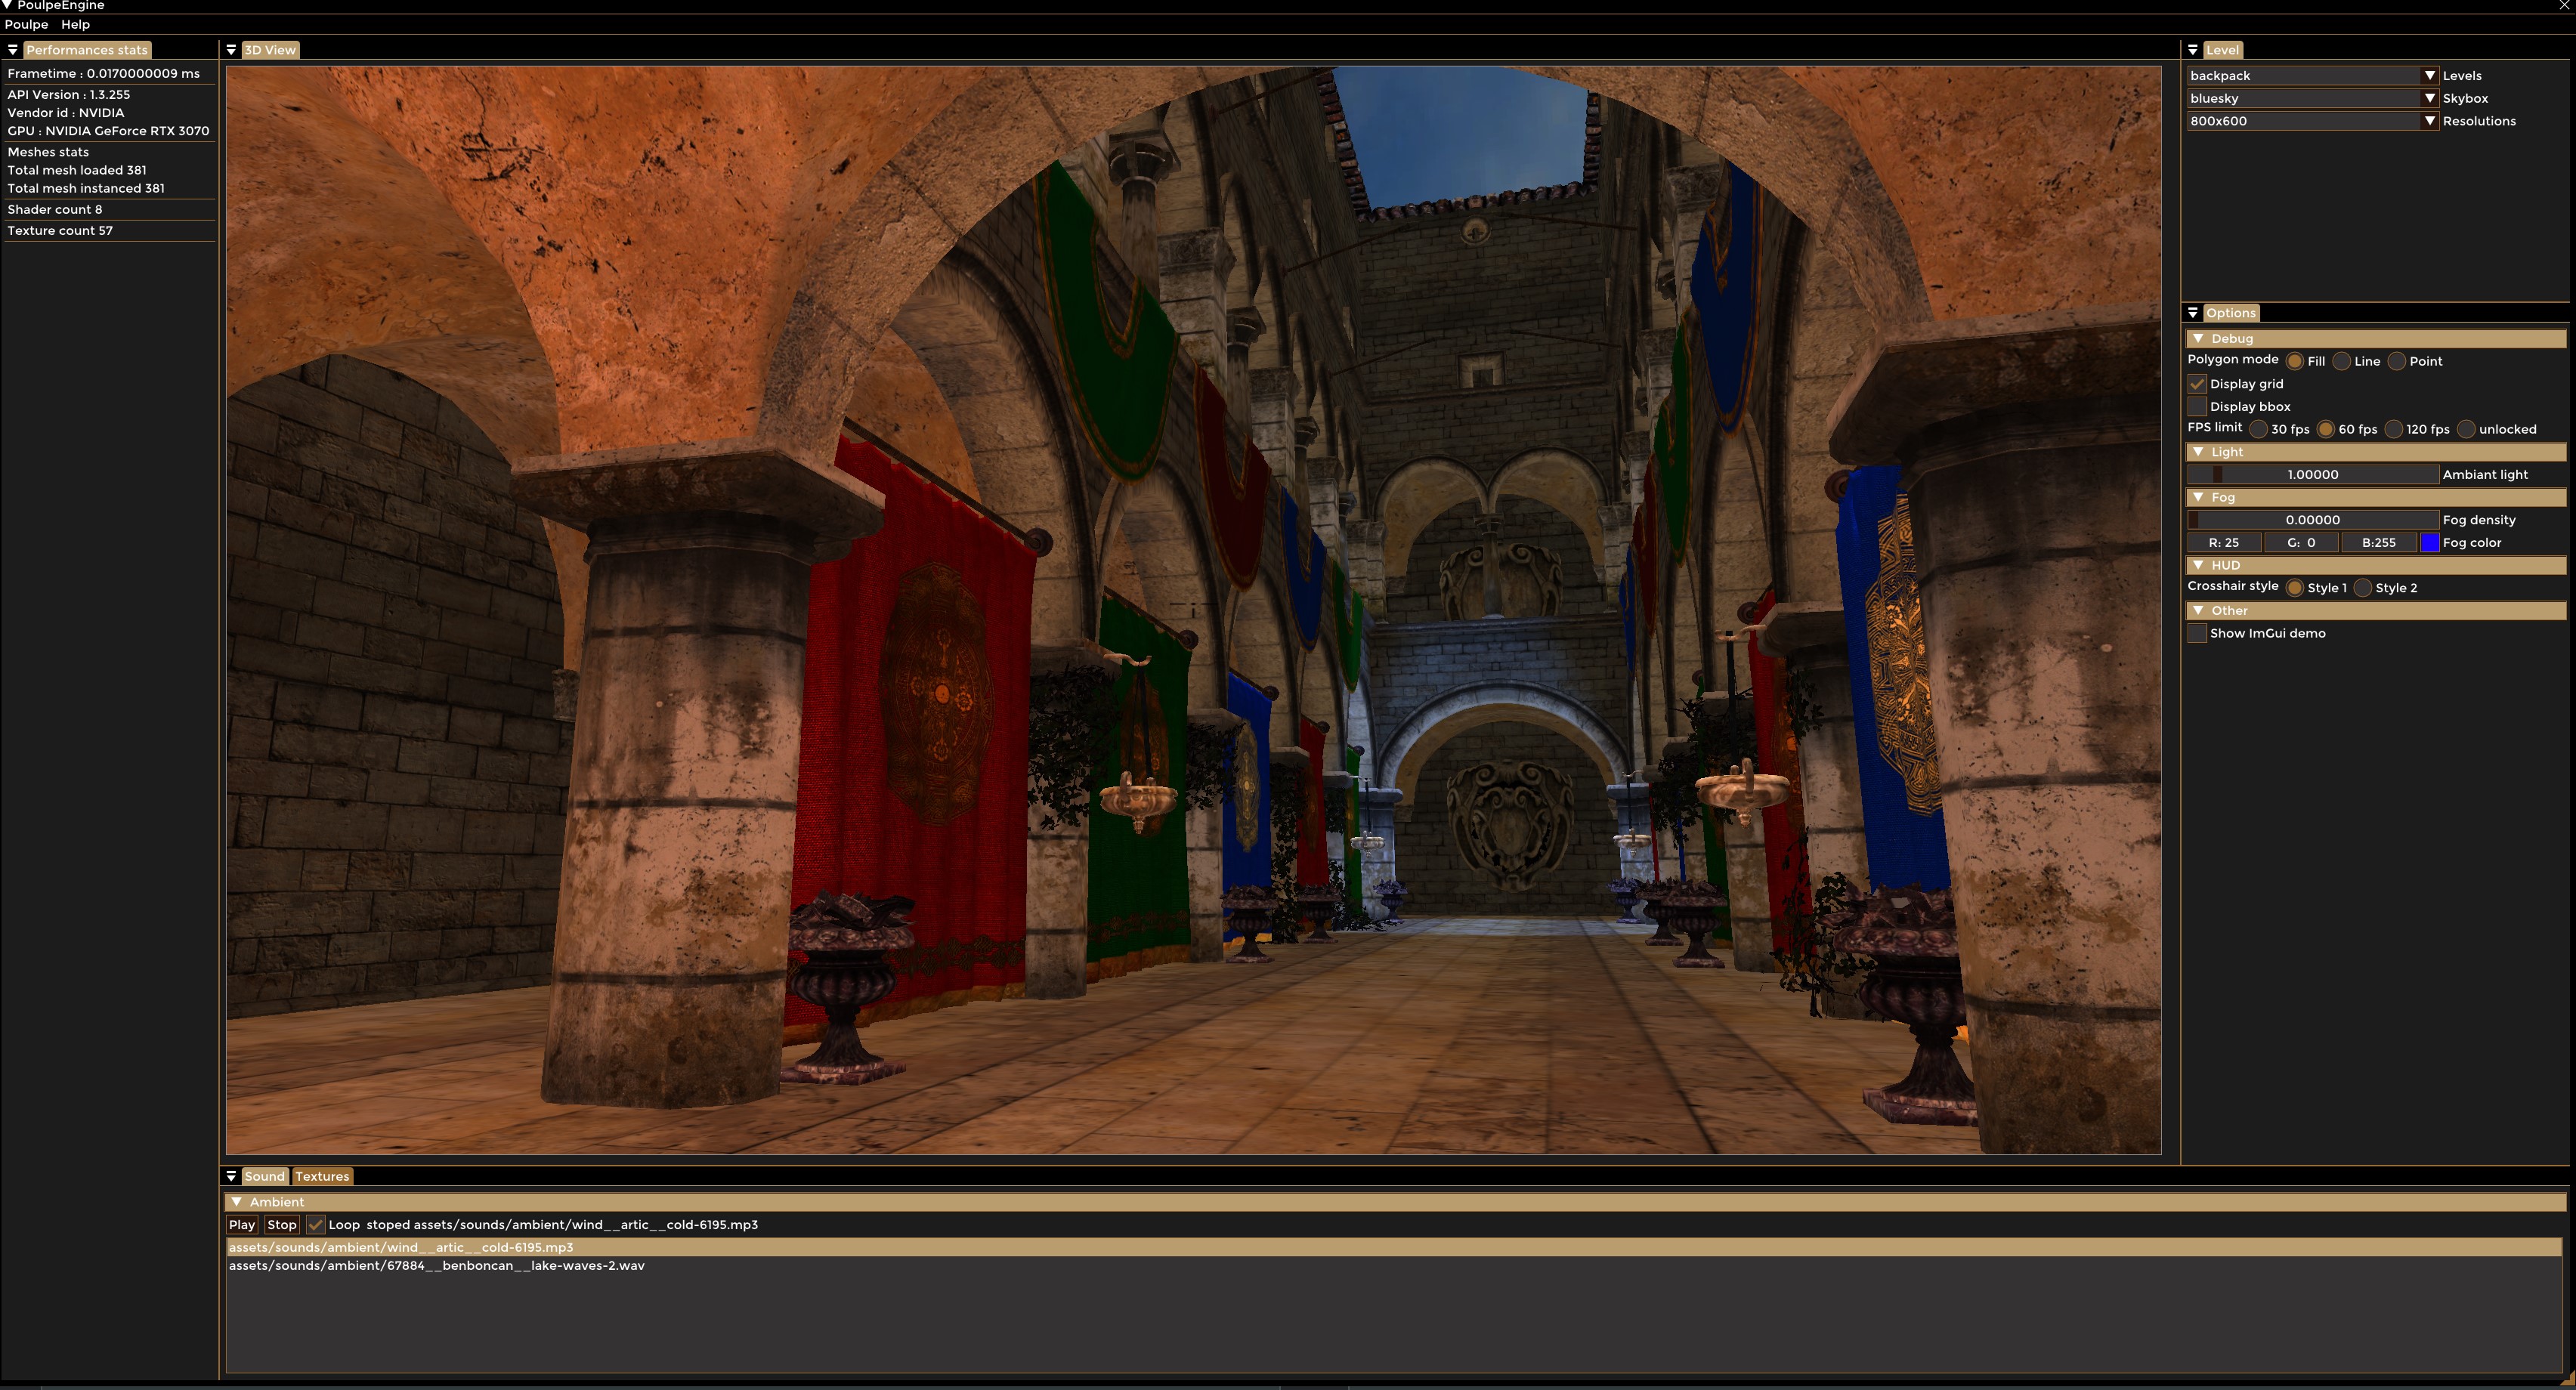 PoulpeEngine
Poulpe Help
Performances stats
Frametime : 0.0170000009 ms
API Version : 1.3.255
Vendor id : NVIDIA
GPU : NVIDIA GeForce RTX 3070
Meshes stats
Total mesh loaded 381
Total mesh instanced 381
Shader count 8
Texture count 57
3D View
Level
backpack Levels
bluesky Skybox
800x600 Resolutions
Options
Debug
Polygon mode Fill Line Point
Display grid
Display bbox
FPS limit 30 fps 60 fps 120 fps unlocked
Light
1.00000 Ambiant light
Fog
0.00000 Fog density
R: 25 G: 0 B:255 Fog color
HUD
Crosshair style Style 1 Style 2
Other
Show ImGui demo
Sound Textures
Ambient
Play Stop Loop stoped assets/sounds/ambient/wind__artic__cold-6195.mp3
assets/sounds/ambient/wind__artic__cold-6195.mp3
assets/sounds/ambient/67884__benboncan__lake-waves-2.wav